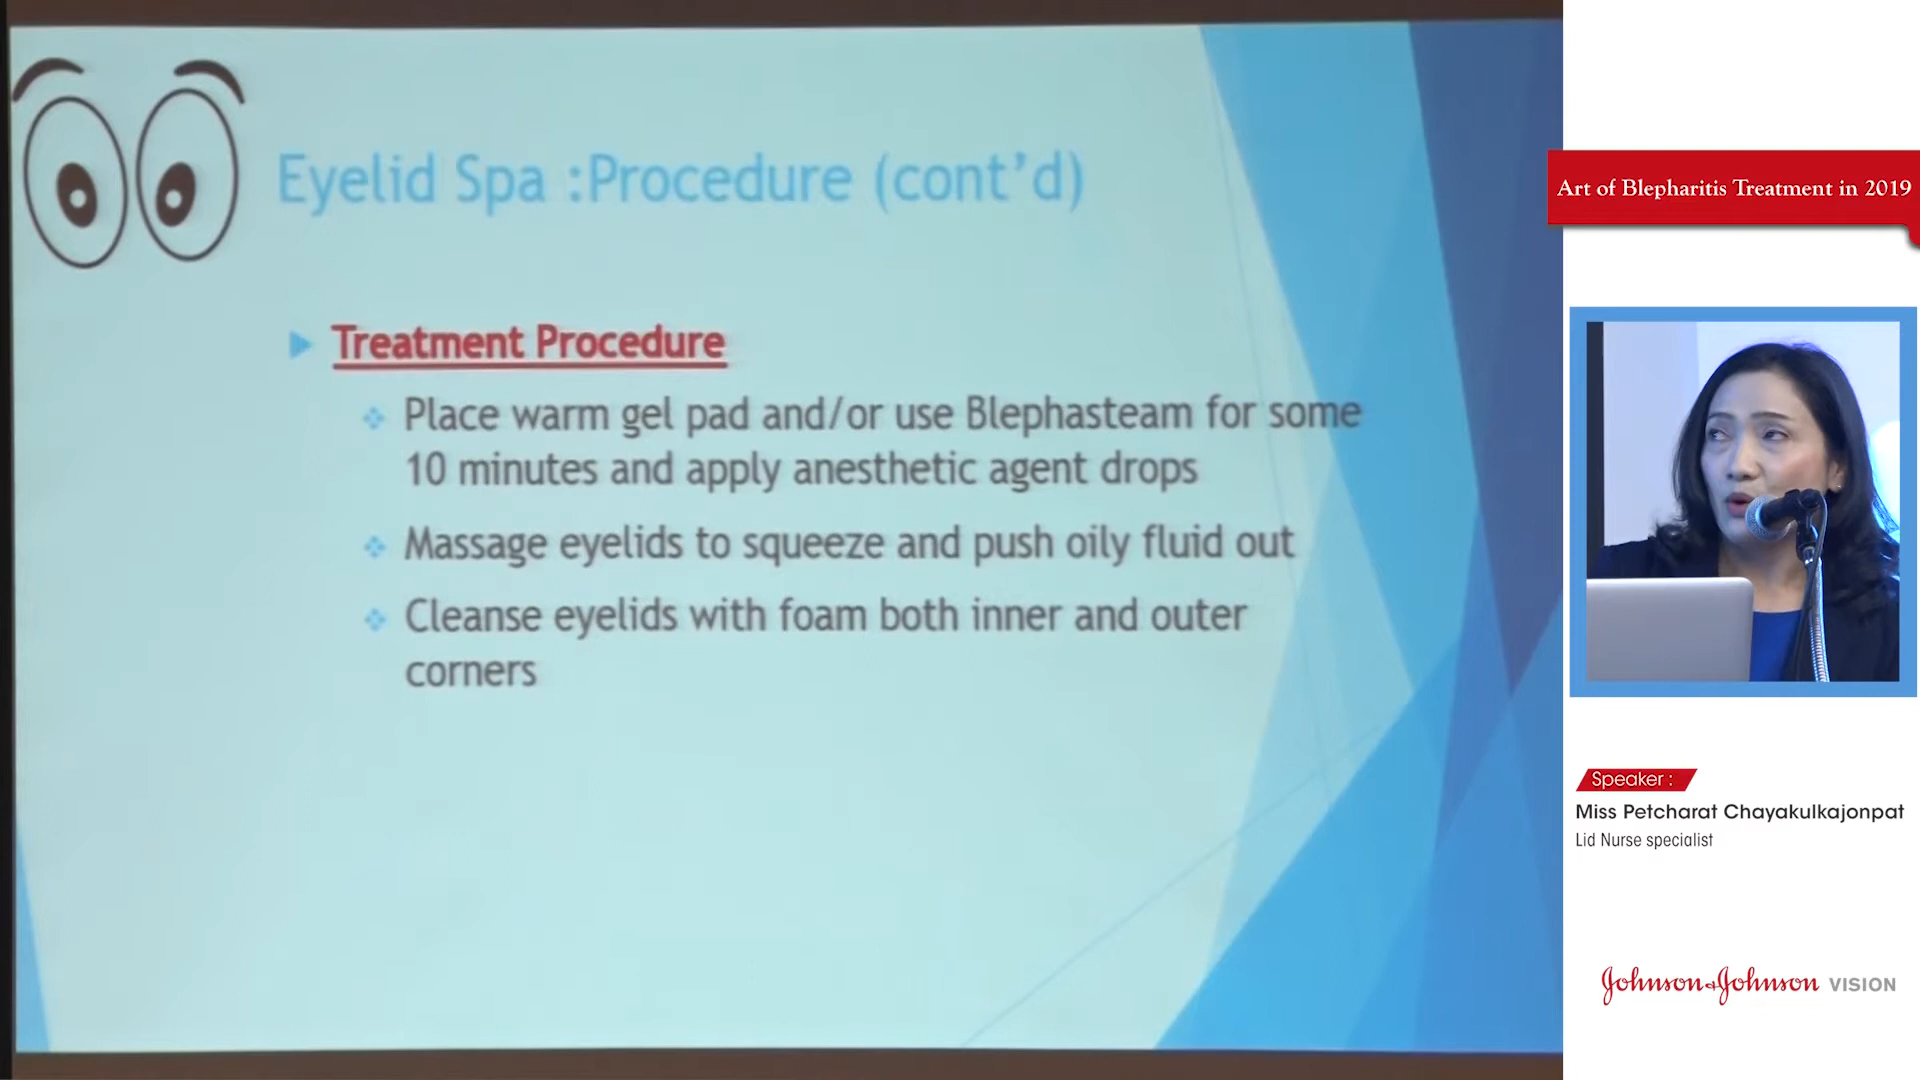 Eyelid Spa :Procedure (cont’d)
Treatment Procedure
Place warm gel pad and/or use Blephasteam for some
10 minutes and apply anesthetic agent drops
Massage eyelids to squeeze and push oily fluid out
Cleanse eyelids with foam both inner and outer
corners
Art of Blepharitis Treatment in 2019
Speaker :
Miss Petcharat Chayakulkajonpat
Lid Nurse specialist
Johnson & Johnson VISION